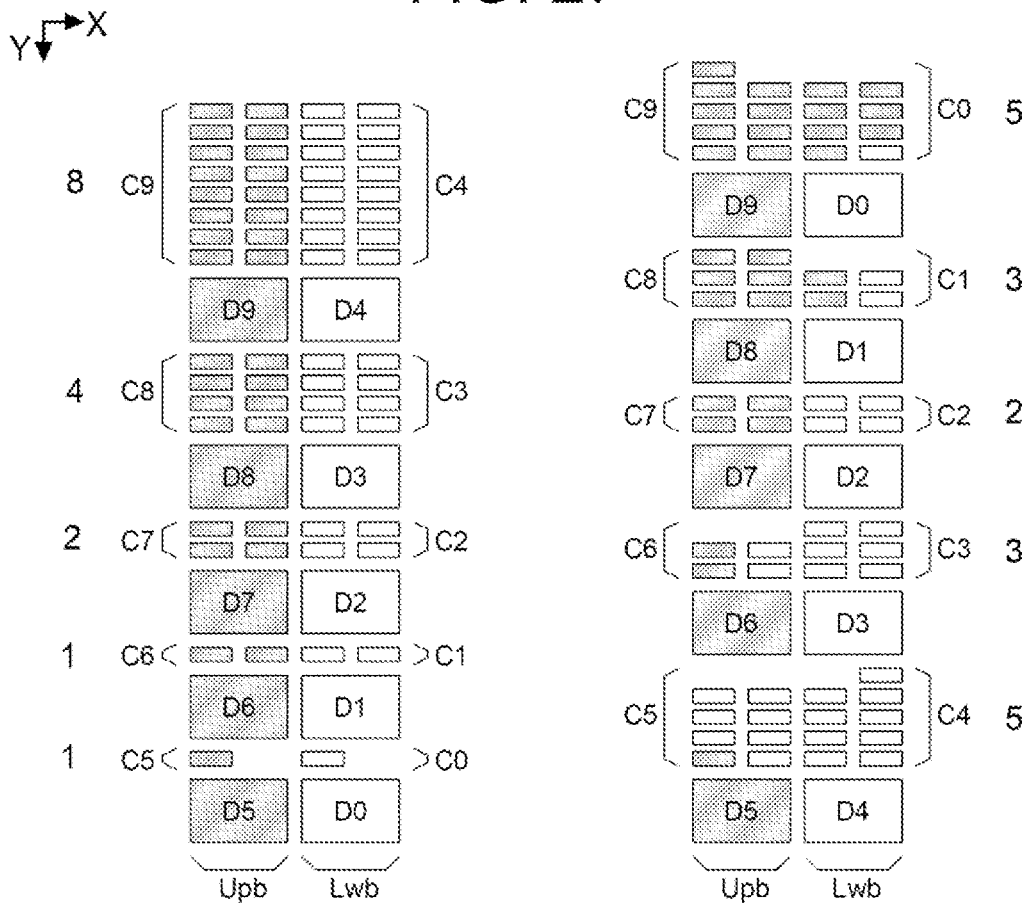 X
Y
8 C9 C4
D9 D4
4 C8 C3
D8 D3
2 C7 C2
D7 D2
1 C6 C1
D6 D1
1 C5 C0
D5 D0
Upb Lwb
C9 C0 5
D9 D0
C8 C1 3
D8 D1
C7 C2 2
D7 D2
C6 C3 3
D6 D3
C5 C4 5
D5 D4
Upb Lwb